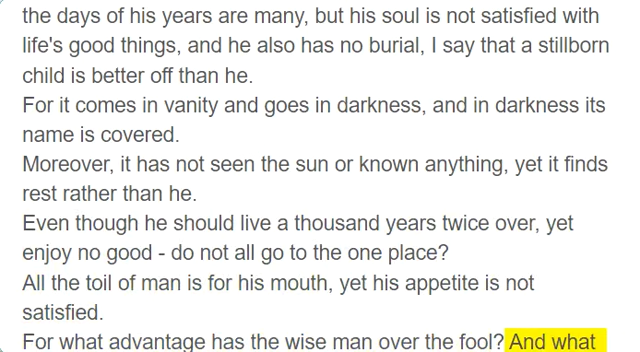 the days of his years are many, but his soul is not satisfied with
life's good things, and he also has no burial, I say that a stillborn
child is better off than he.
For it comes in vanity and goes in darkness, and in darkness its
name is covered.
Moreover, it has not seen the sun or known anything, yet it finds
rest rather than he.
Even though he should live a thousand years twice over, yet
enjoy no good - do not all go to the one place?
All the toil of man is for his mouth, yet his appetite is not
satisfied.
For what advantage has the wise man over the fool? And what